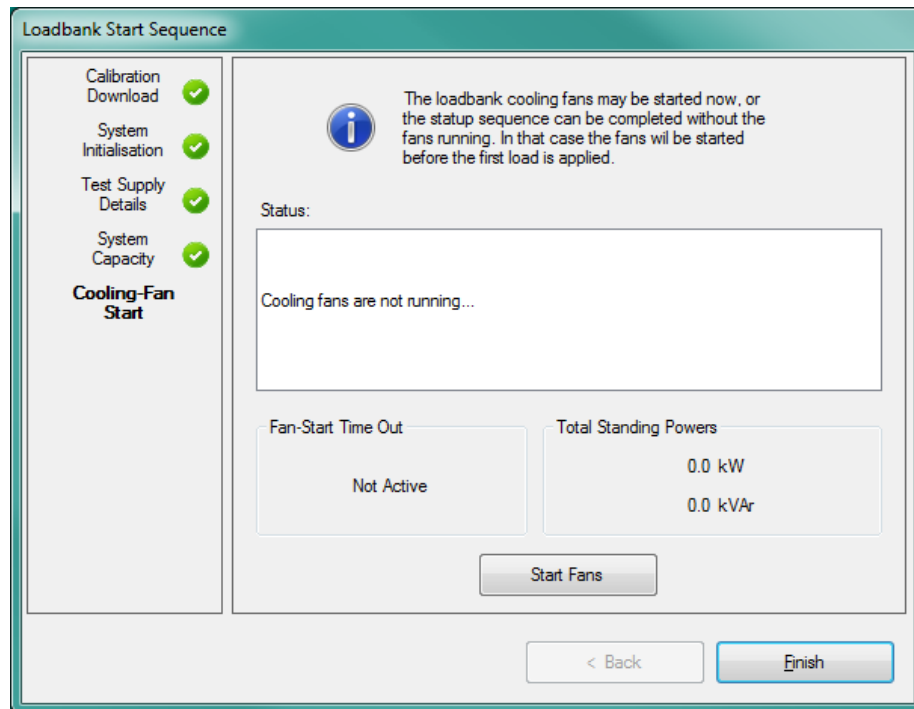 Loadbank Start Sequence
Calibration
Download
System
Initialisation
Test Supply
Details
System
Capacity
Cooling-Fan
Start
The loadbank cooling fans may be started now, or
the statup sequence can be completed without the
fans running. In that case the fans wil be started
before the first load is applied.
Status:
Cooling fans are not running...
Fan-Start Time Out
Not Active
Total Standing Powers
0.0 kW
0.0 kVAr
Start Fans
< Back
Finish